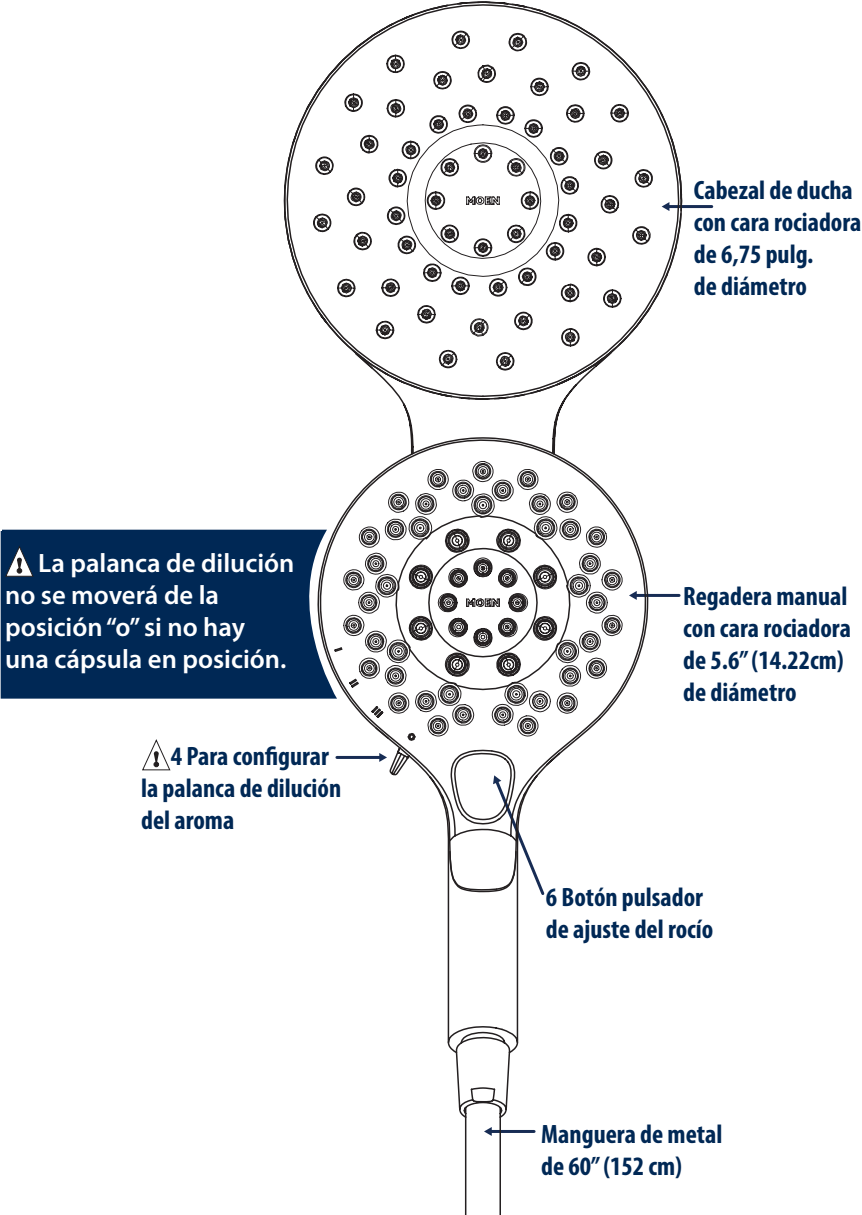 MOEN
Cabezal de ducha
con cara rociadora
de 6,75 pulg.
de diámetro
⚠ La palanca de dilución
no se moverá de la
posición “o” si no hay
una cápsula en posición.
MOEN
Regadera manual
con cara rociadora
de 5.6” (14.22cm)
de diámetro
I
II
III
o
⚠4 Para configurar
la palanca de dilución
del aroma
6 Botón pulsador
de ajuste del rocío
Manguera de metal
de 60” (152 cm)